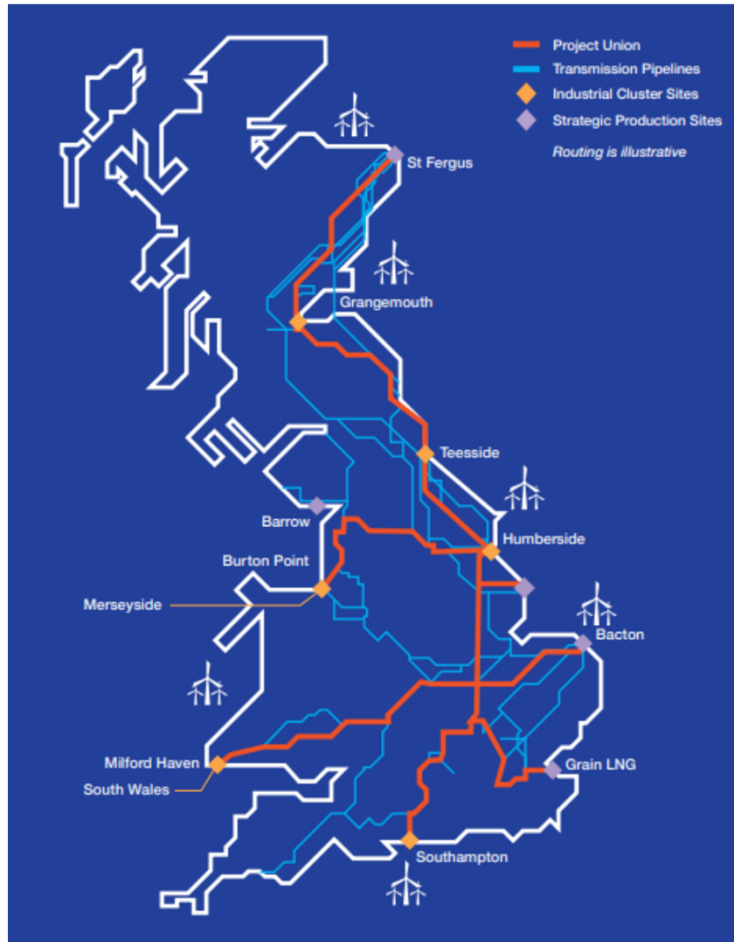 Project Union
Transmission Pipelines
Industrial Cluster Sites
Strategic Production Sites
Routing is illustrative
St Fergus
Grangemouth
Teesside
Barrow
Humberside
Burton Point
Merseyside
Bacton
Milford Haven
Grain LNG
South Wales
Southampton